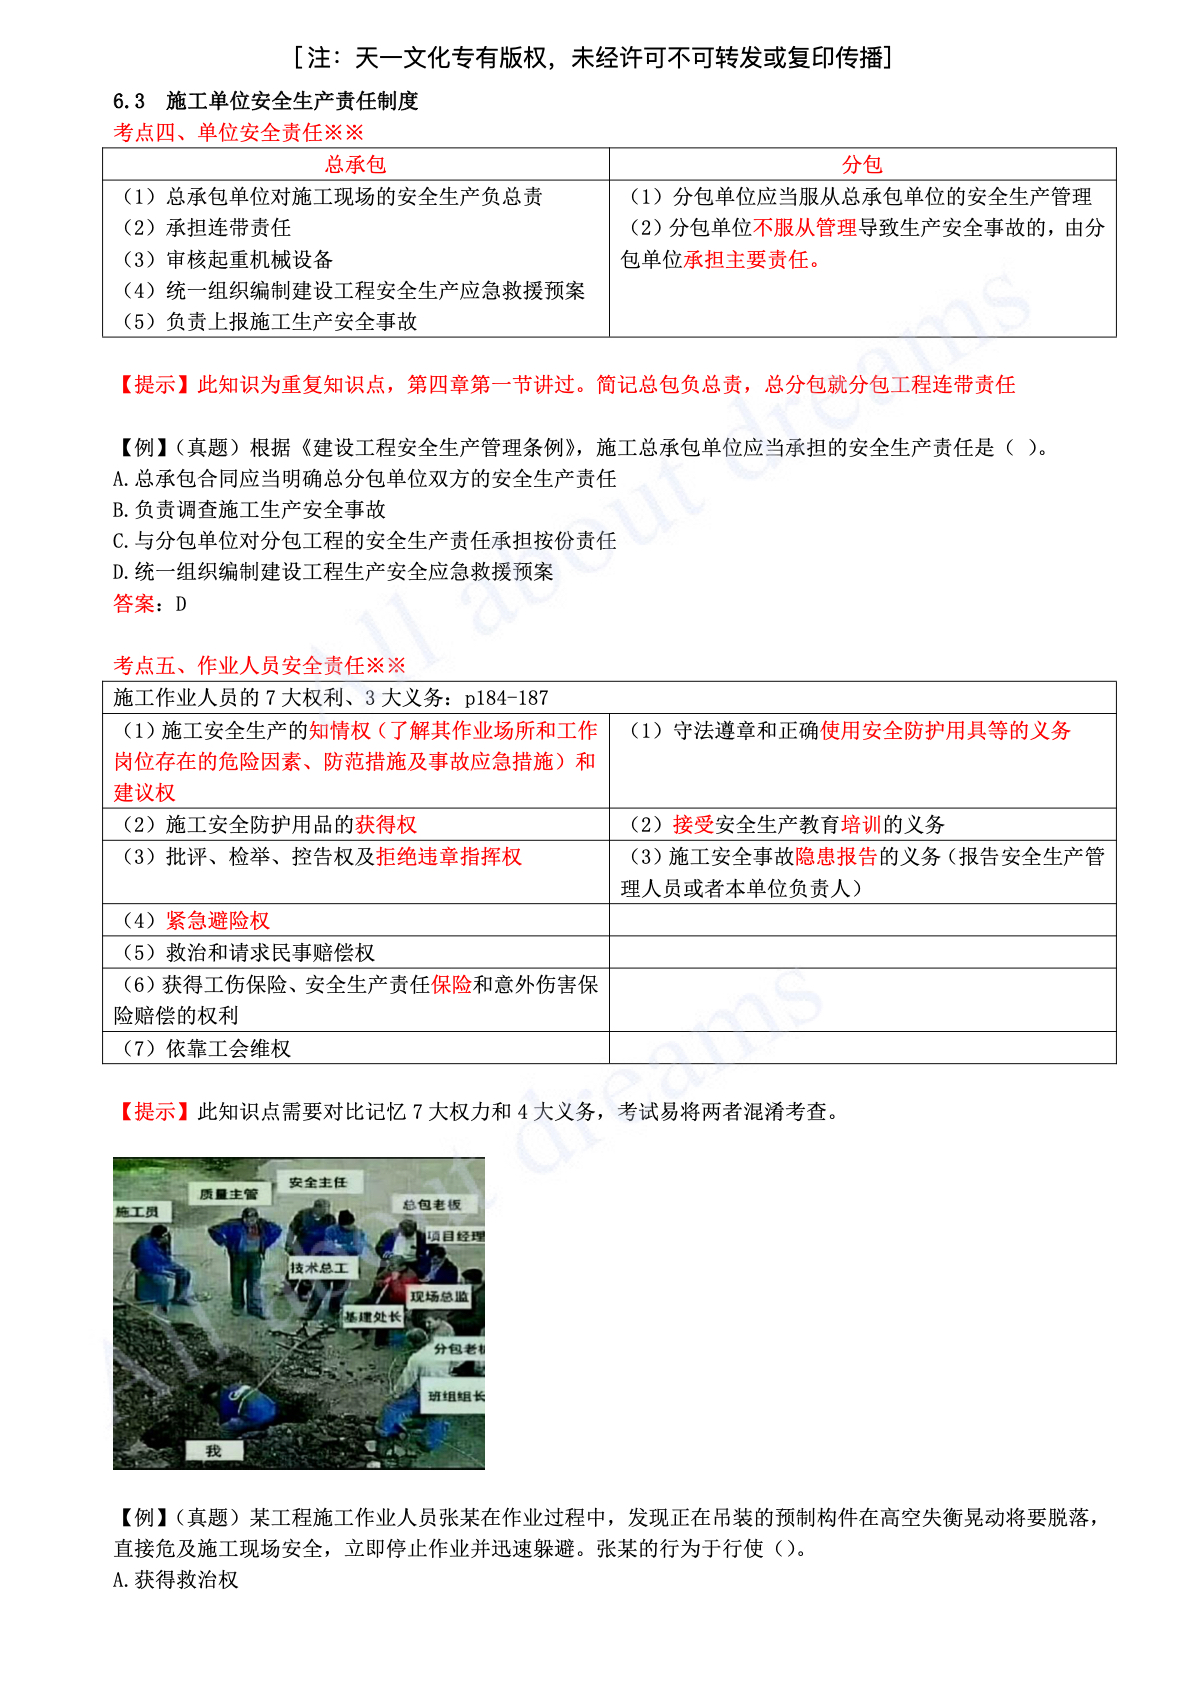 [注：天一文化专有版权，未经许可不可转发或复印传播]
6.3 施工单位安全生产责任制度
考点四、单位安全责任※※
总承包
分包
（1）总承包单位对施工现场的安全生产负总责
（2）承担连带责任
（3）审核起重机械设备
（4）统一组织编制建设工程安全生产应急救援预案
（5）负责上报施工生产安全事故
（1）分包单位应当服从总承包单位的安全生产管理
（2）分包单位不服从管理导致生产安全事故的，由分
包单位承担主要责任。
【提示】此知识为重复知识点，第四章第一节讲过。简记总包负总责，总分包就分包工程连带责任
【例】（真题）根据《建设工程安全生产管理条例》，施工总承包单位应当承担的安全生产责任是（ ）。
A.总承包合同应当明确总分包单位双方的安全生产责任
B.负责调查施工生产安全事故
C.与分包单位对分包工程的安全生产责任承担按份责任
D.统一组织编制建设工程生产安全应急救援预案
答案：D
考点五、作业人员安全责任※※
施工作业人员的 7 大权利、3 大义务：p184-187
（1）施工安全生产的知情权（了解其作业场所和工作
岗位存在的危险因素、防范措施及事故应急措施）和
建议权
（1）守法遵章和正确使用安全防护用具等的义务
（2）施工安全防护用品的获得权
（2）接受安全生产教育培训的义务
（3）批评、检举、控告权及拒绝违章指挥权
（3）施工安全事故隐患报告的义务（报告安全生产管
理人员或者本单位负责人）
（4）紧急避险权
（5）救治和请求民事赔偿权
（6）获得工伤保险、安全生产责任保险和意外伤害保
险赔偿的权利
（7）依靠工会维权
【提示】此知识点需要对比记忆 7 大权力和 4 大义务，考试易将两者混淆考查。
安全主任
质量主管
总包老板
施工员
项目经理
技术总工
现场总监
基建处长
分包老板
班组组长
我
【例】（真题）某工程施工作业人员张某在作业过程中，发现正在吊装的预制构件在高空失衡晃动将要脱落，
直接危及施工现场安全，立即停止作业并迅速躲避。张某的行为于行使（）。
A.获得救治权
All about dreams
All about dreams